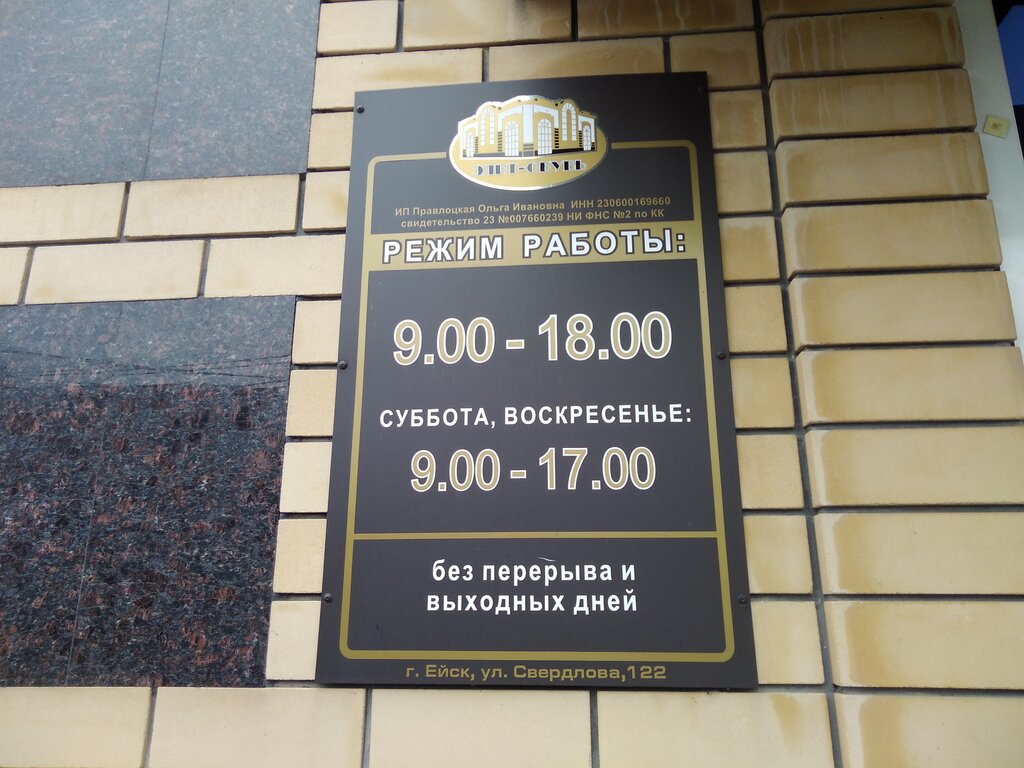 ИП Правлоцкая Ольга Ивановна ИНН 230600169660
свидетельство 23 №007660239 НИ ФНС №2 по КК
РЕЖИМ РАБОТЫ:
9.00 - 18.00
СУББОТА, ВОСКРЕСЕНЬЕ:
9.00 - 17.00
без перерыва и
выходных дней
г. Ейск, ул. Свердлова,122